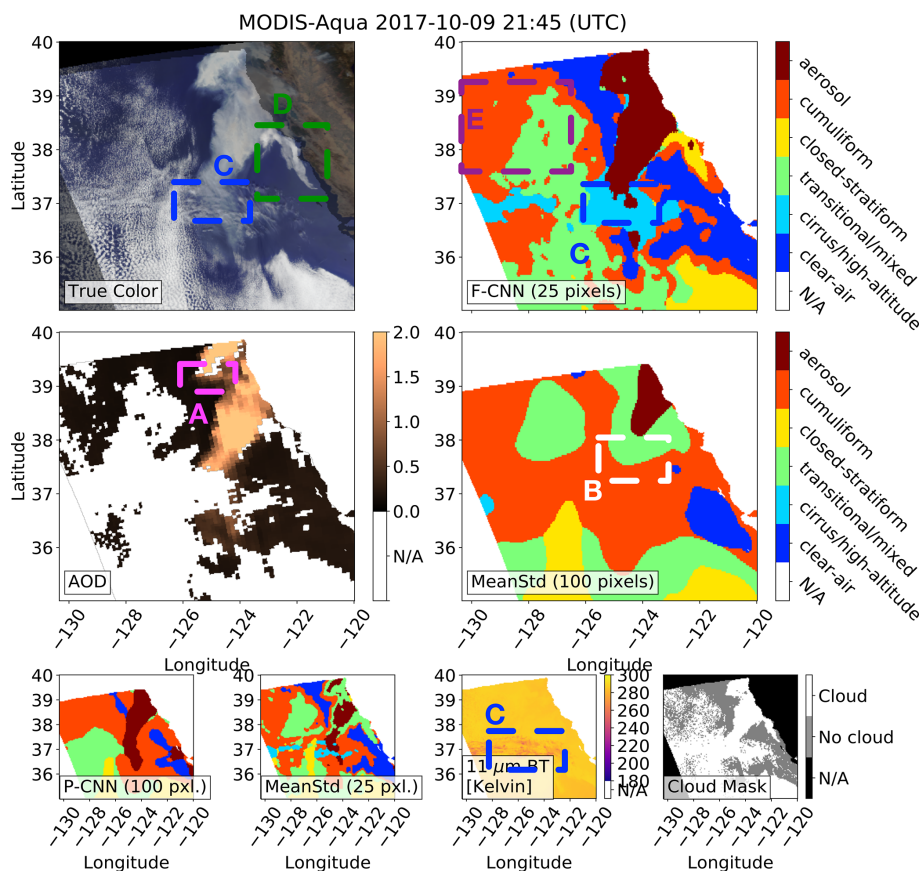 MODIS-Aqua 2017-10-09 21:45 (UTC)
40
39
38
37
36
Latitude
D
C
True Color
40
39
38
37
36
E
C
F-CNN (25 pixels)
aerosol
cumuliform
closed-stratiform
transitional/mixed
cirrus/high-altitude
clear-air
N/A
40
39
38
37
36
Latitude
A
AOD
−130
−128
−126
−124
−122
−120
Longitude
2.0
1.5
1.0
0.5
0.0
N/A
40
39
38
37
36
B
MeanStd (100 pixels)
−130
−128
−126
−124
−122
−120
Longitude
aerosol
cumuliform
closed-stratiform
transitional/mixed
cirrus/high-altitude
clear-air
N/A
40
39
38
37
36
P-CNN (100 pxl.)
−130
−128
−126
−124
−122
−120
Longitude
40
39
38
37
36
MeanStd (25 pxl.)
−130
−128
−126
−124
−122
−120
Longitude
40
39
38
37
36
C
11 μm BT
[Kelvin]
−130
−128
−126
−124
−122
−120
Longitude
300
280
260
240
220
200
180
N/A
40
39
38
37
36
Cloud Mask
−130
−128
−126
−124
−122
−120
Longitude
Cloud
No cloud
N/A